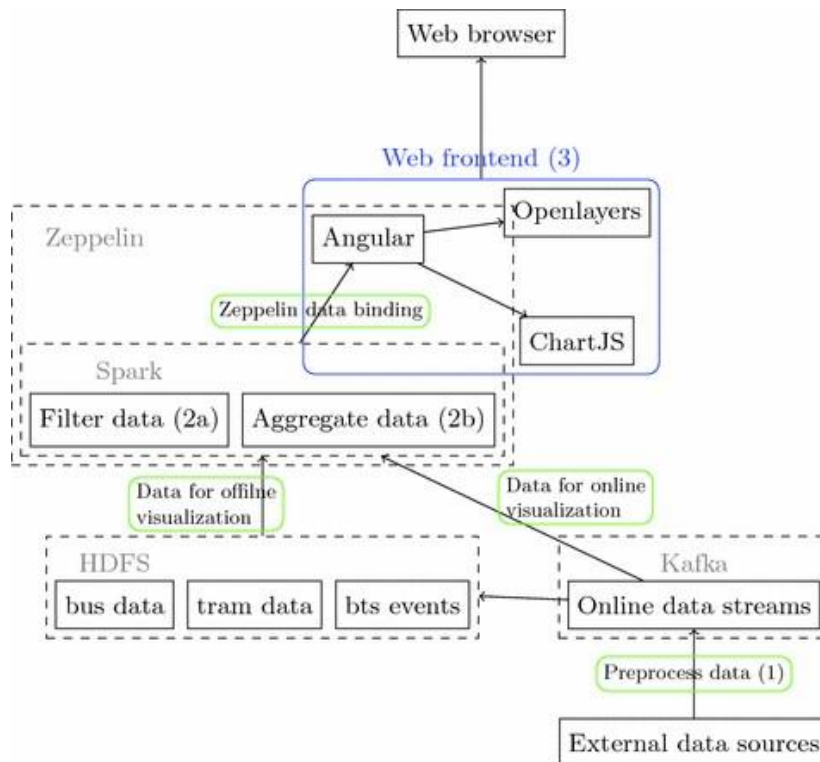 Web browser
Web frontend (3)
Openlayers
Zeppelin
Angular
Zeppelin data binding
ChartJS
Spark
Filter data (2a)
Aggregate data (2b)
Data for offilne
visualization
Data for online
visualization
HDFS
Kafka
bus data
tram data
bts events
Online data streams
Preprocess data (1)
External data sources